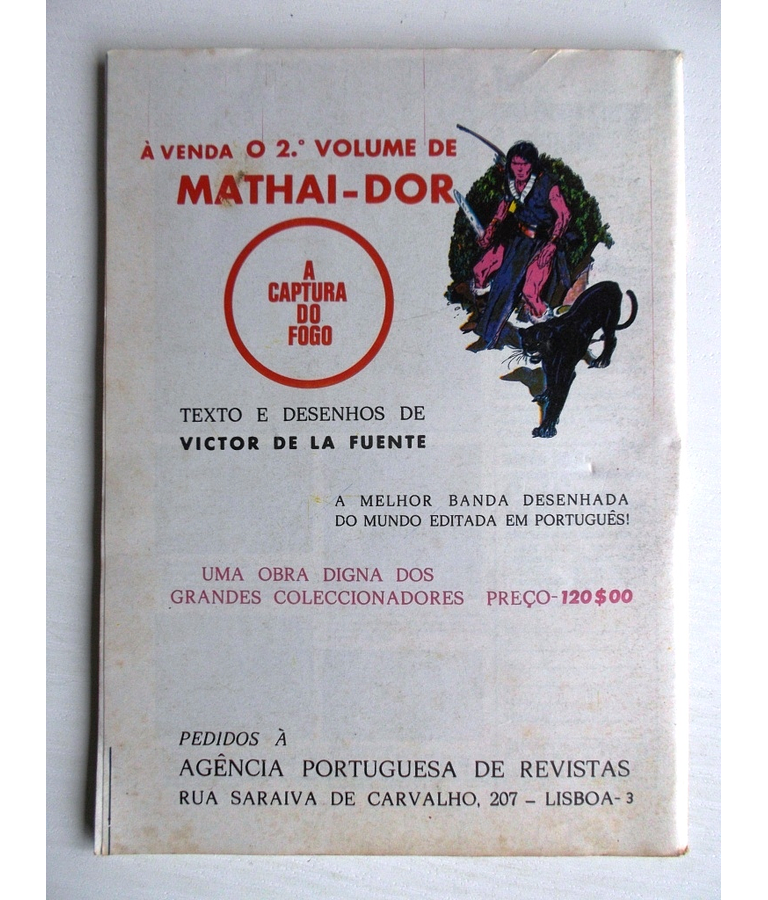 À VENDA O 2.º VOLUME DE
MATHAI-DOR
A
CAPTURA
DO
FOGO
TEXTO E DESENHOS DE
VICTOR DE LA FUENTE
A MELHOR BANDA DESENHADA
DO MUNDO EDITADA EM PORTUGUÊS!
UMA OBRA DIGNA DOS
GRANDES COLECCIONADORES PREÇO-120$00
PEDIDOS À
AGÊNCIA PORTUGUESA DE REVISTAS
RUA SARAIVA DE CARVALHO, 207 – LISBOA-3